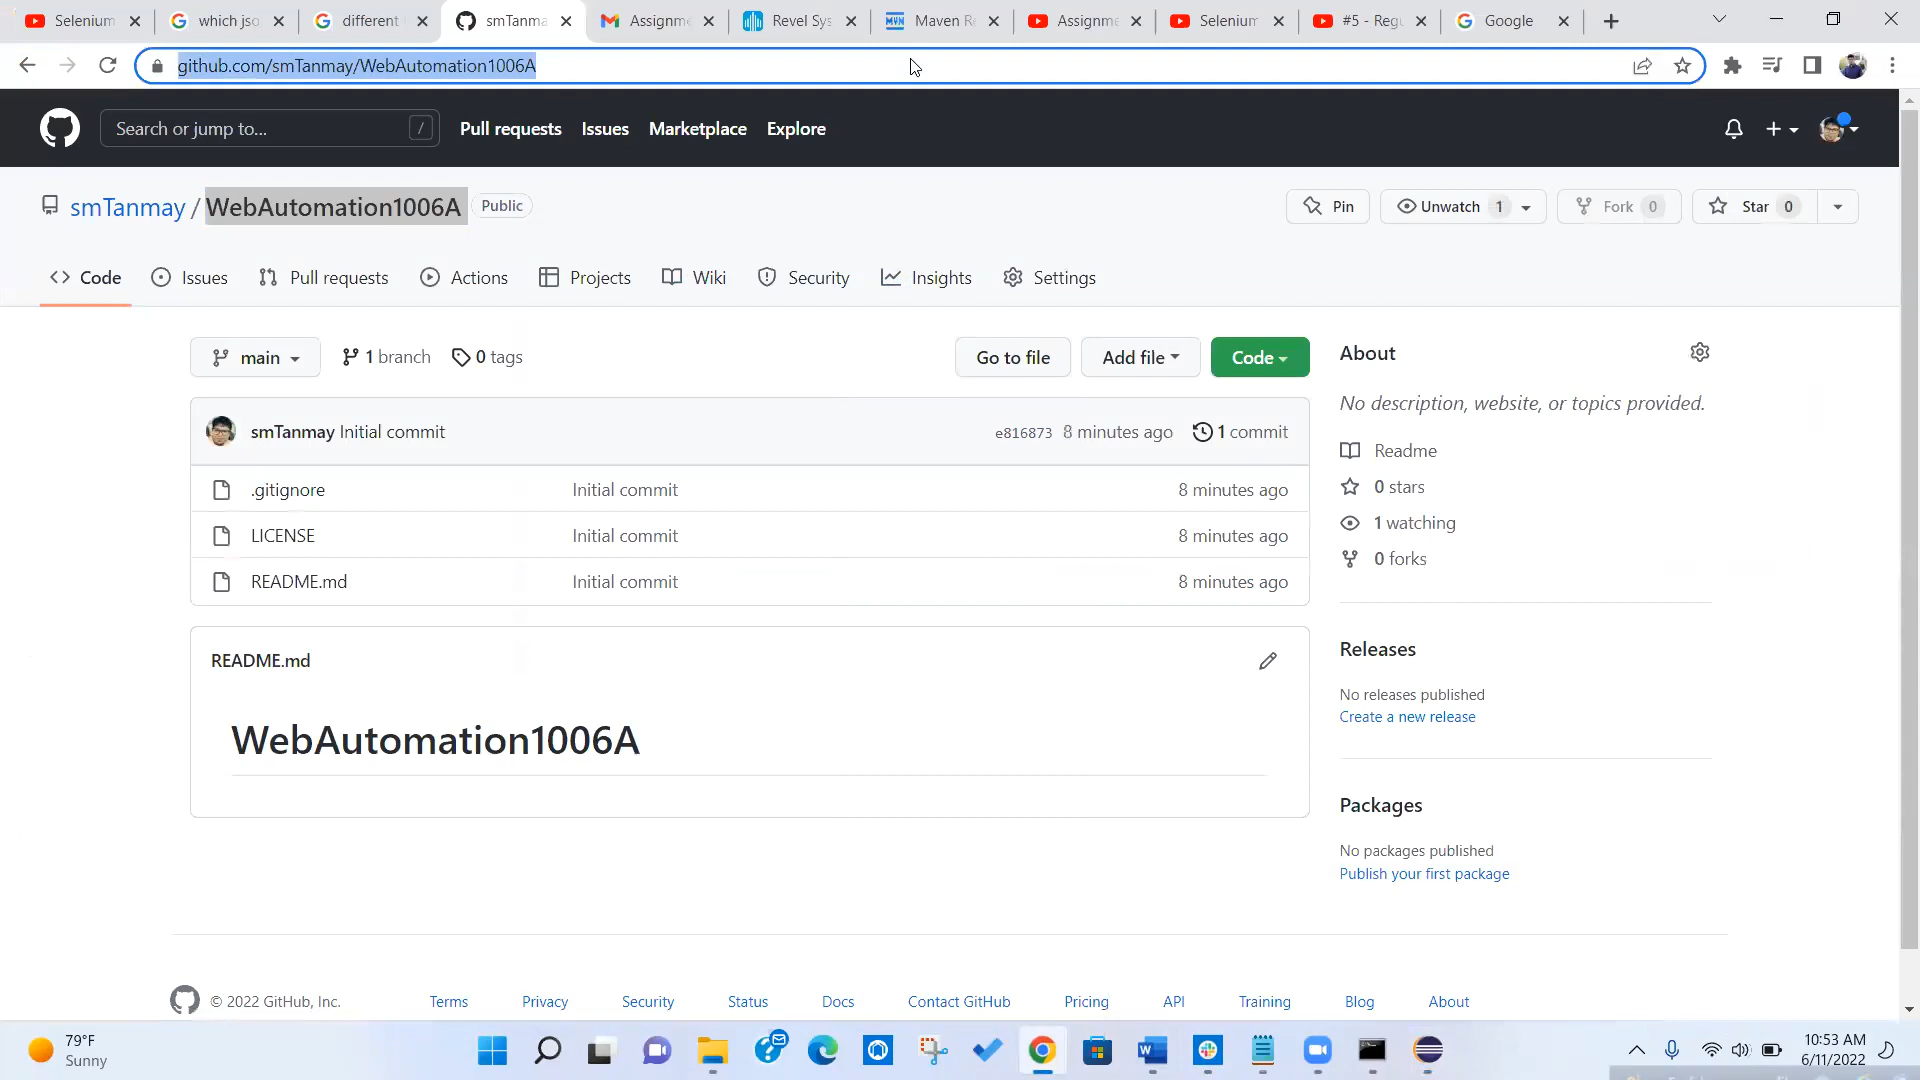 Selenium
which jso
different
smTanma
Assignme
Revel Sys
MVN Maven Re
Assignme
Selenium
#5 - Regu
Google
github.com/smTanmay/WebAutomation1006A
Search or jump to... /
Pull requests Issues Marketplace Explore
smTanmay / WebAutomation1006A Public
Pin Unwatch 1 Fork 0 Star 0
Code Issues Pull requests Actions Projects Wiki Security Insights Settings
main 1 branch 0 tags Go to file Add file Code
smTanmay Initial commit e816873 8 minutes ago 1 commit
.gitignore Initial commit 8 minutes ago
LICENSE Initial commit 8 minutes ago
README.md Initial commit 8 minutes ago
README.md
WebAutomation1006A
About
No description, website, or topics provided.
Readme
0 stars
1 watching
0 forks
Releases
No releases published
Create a new release
Packages
No packages published
Publish your first package
© 2022 GitHub, Inc. Terms Privacy Security Status Docs Contact GitHub Pricing API Training Blog About
79°F
Sunny
10:53 AM
6/11/2022